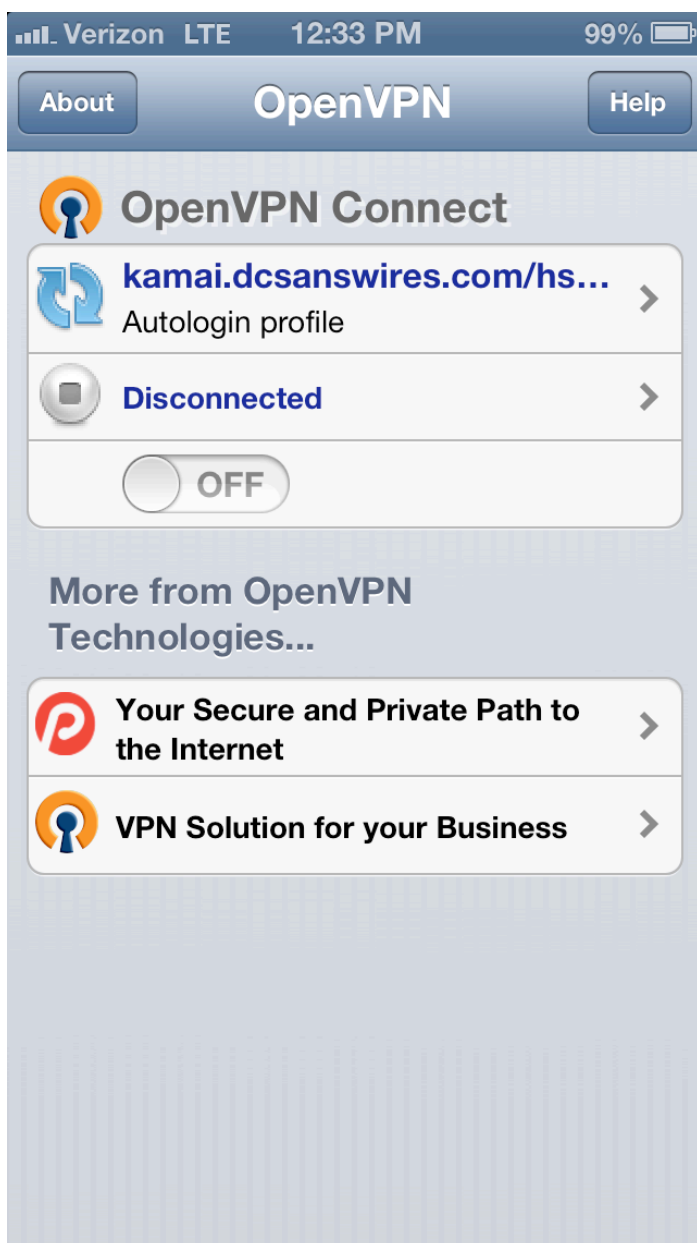 Verizon LTE 12:33 PM 99%
About OpenVPN Help
OpenVPN Connect
kamai.dcsanswires.com/hs...
Autologin profile
Disconnected
OFF
More from OpenVPN
Technologies...
Your Secure and Private Path to
the Internet
VPN Solution for your Business